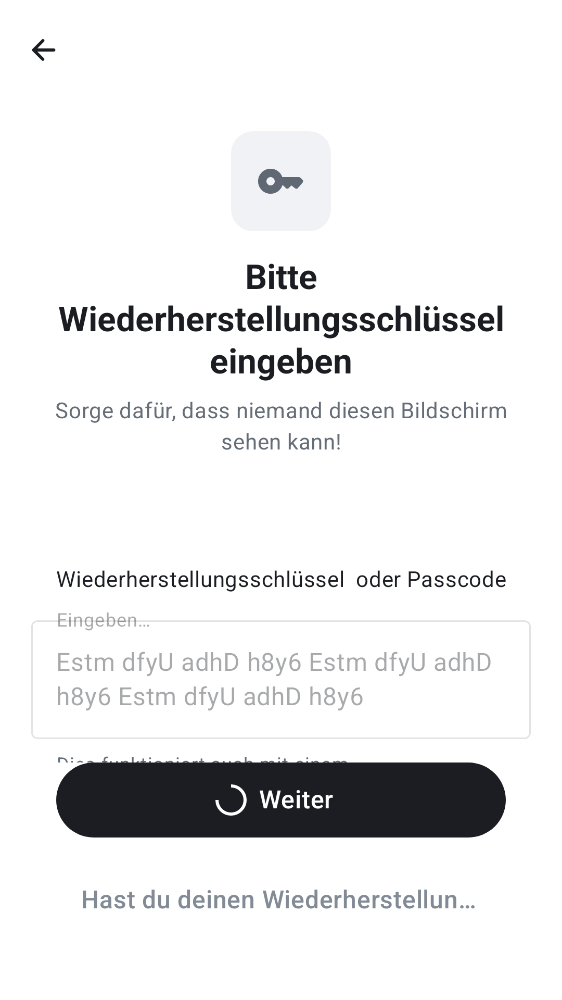 Bitte
Wiederherstellungsschlüssel
eingeben
Sorge dafür, dass niemand diesen Bildschirm
sehen kann!
Wiederherstellungsschlüssel oder Passcode
Eingeben…
Estm dfyU adhD h8y6 Estm dfyU adhD
h8y6 Estm dfyU adhD h8y6
Dies funktioniert auch mit einem
Weiter
Hast du deinen Wiederherstellun…